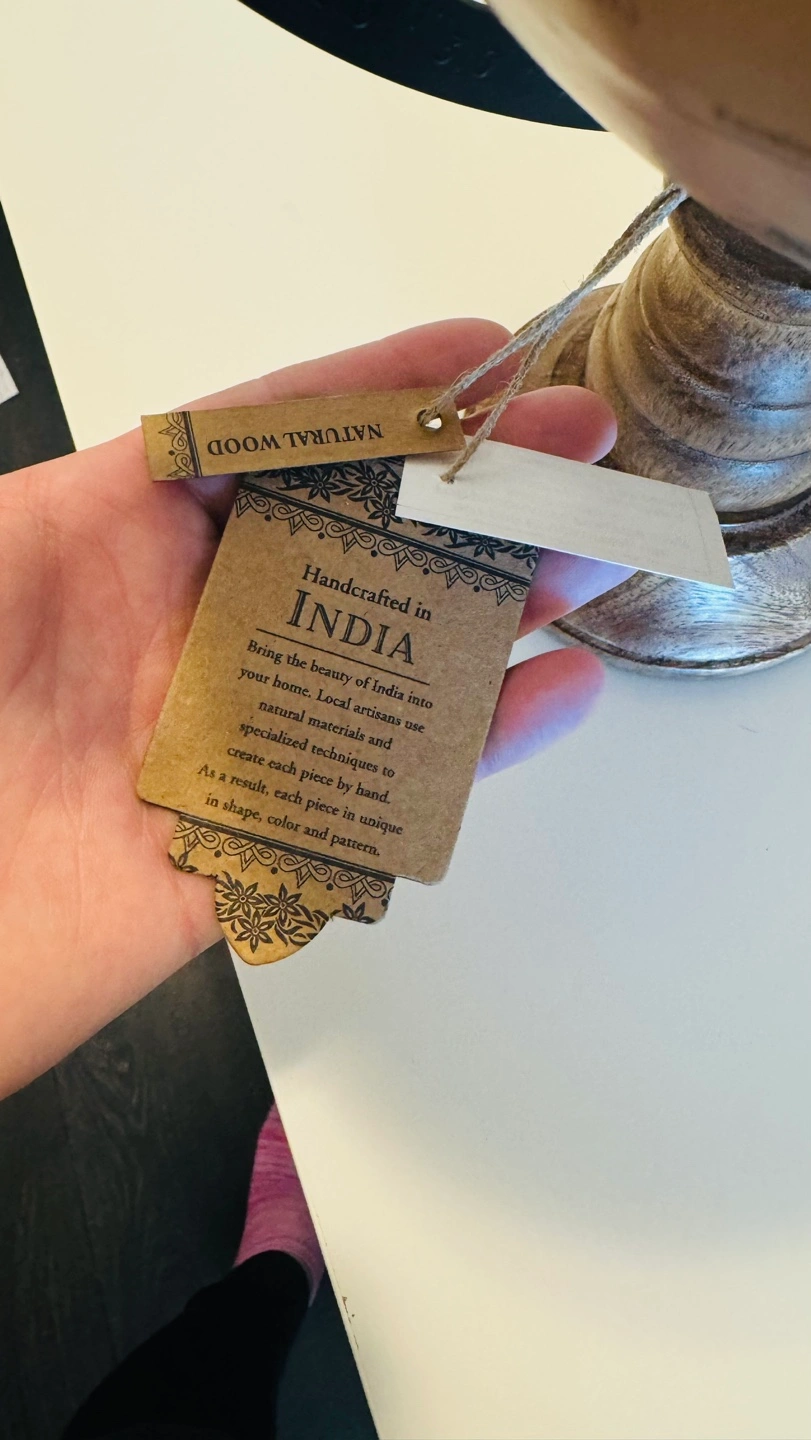 NATURAL WOOD
Handcrafted in
INDIA
Bring the beauty of India into
your home. Local artisans use
natural materials and
specialized techniques to
create each piece by hand.
As a result, each piece in unique
in shape, color and pattern.